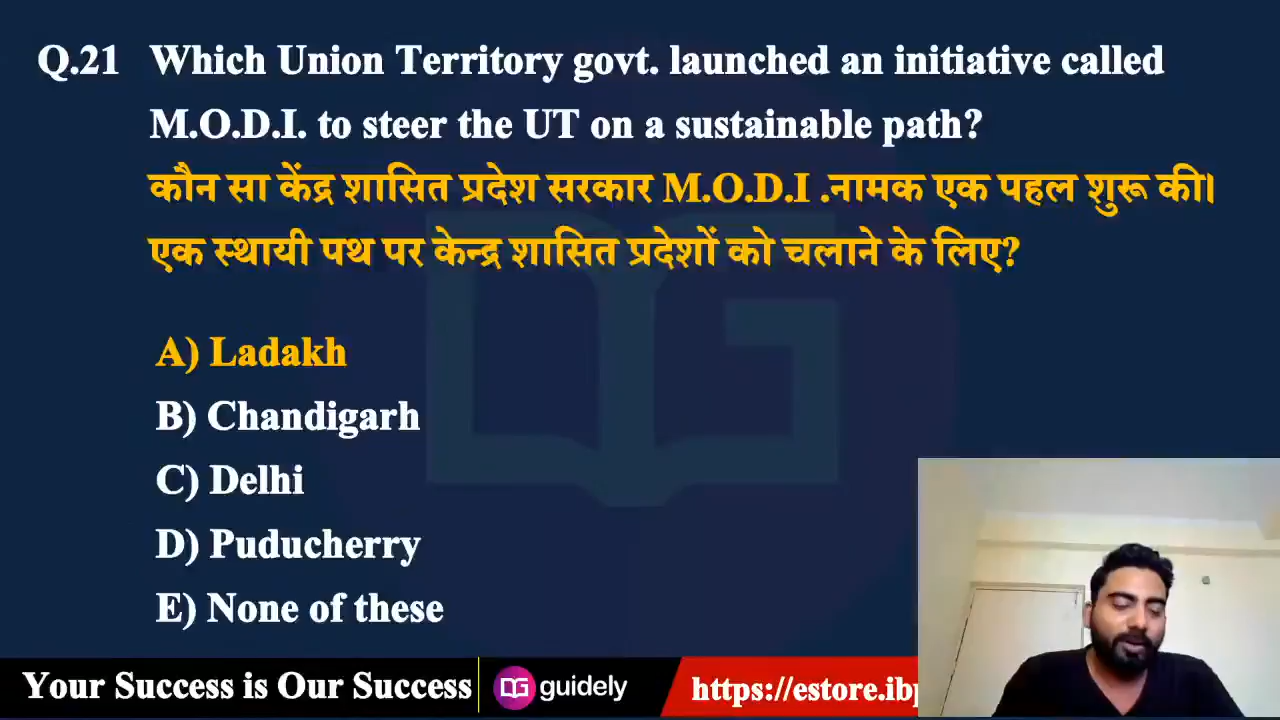 Q.21 Which Union Territory govt. launched an initiative called
M.O.D.I. to steer the UT on a sustainable path?
कौन सा केंद्र शासित प्रदेश सरकार M.O.D.I .नामक एक पहल शुरू की।
एक स्थायी पथ पर केन्द्र शासित प्रदेशों को चलाने के लिए?
A) Ladakh
B) Chandigarh
C) Delhi
D) Puducherry
E) None of these
Your Success is Our Success guidely https://estore.ib